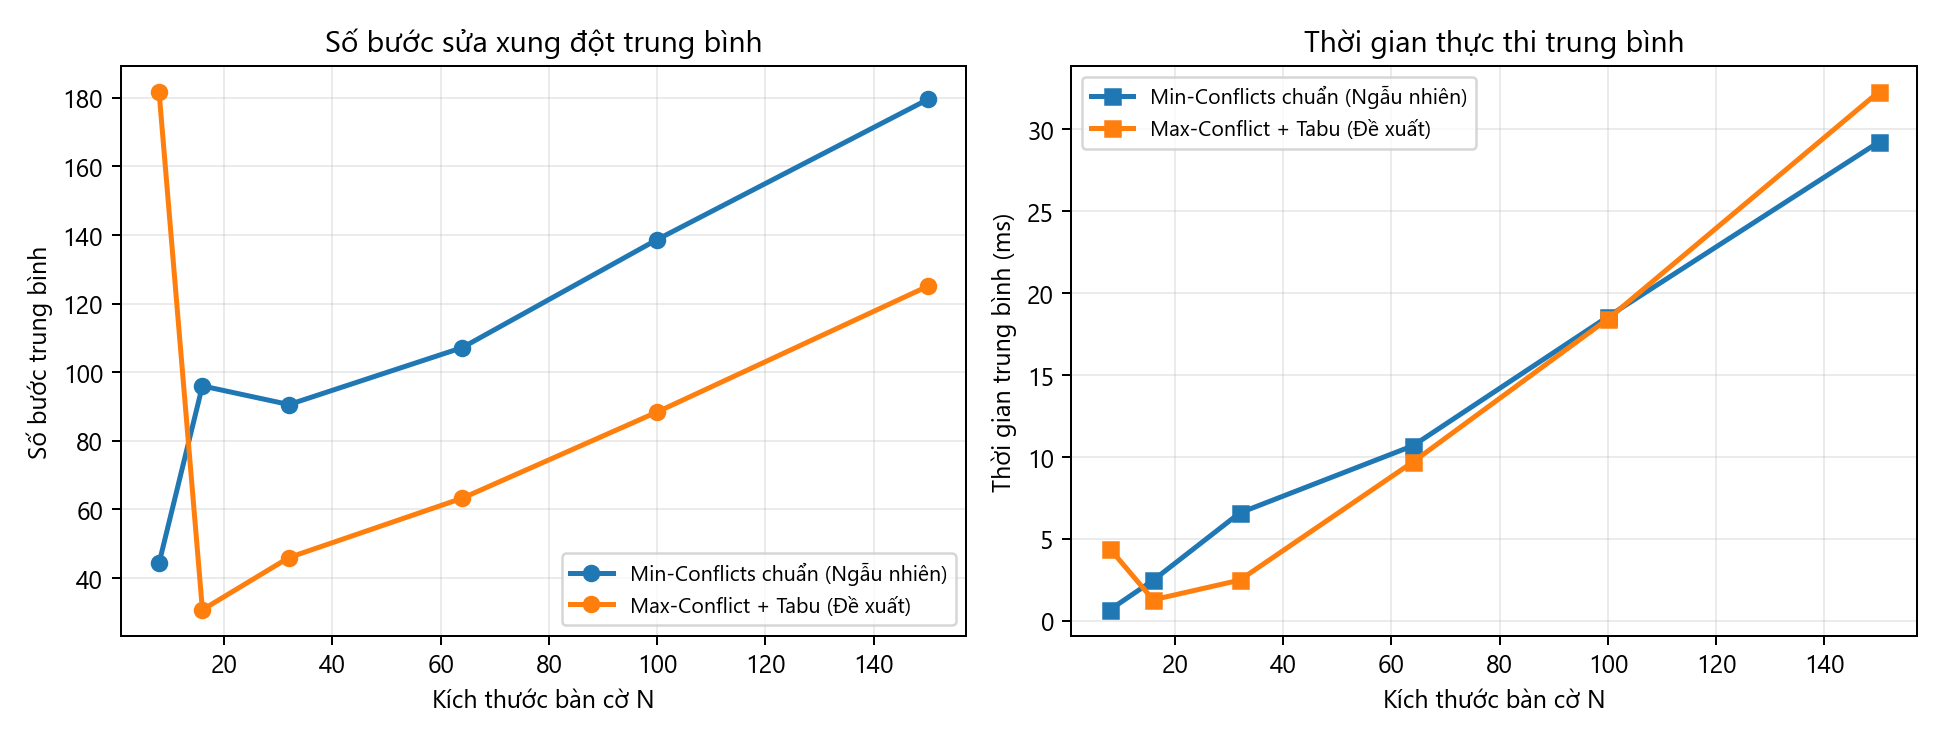 Số bước sửa xung đột trung bình
Số bước trung bình
180
160
140
120
100
80
60
40
Min-Conflicts chuẩn (Ngẫu nhiên)
Max-Conflict + Tabu (Đề xuất)
20 40 60 80 100 120 140
Kích thước bàn cờ N
Thời gian thực thi trung bình
Thời gian trung bình (ms)
Min-Conflicts chuẩn (Ngẫu nhiên)
Max-Conflict + Tabu (Đề xuất)
30
25
20
15
10
5
0
20 40 60 80 100 120 140
Kích thước bàn cờ N